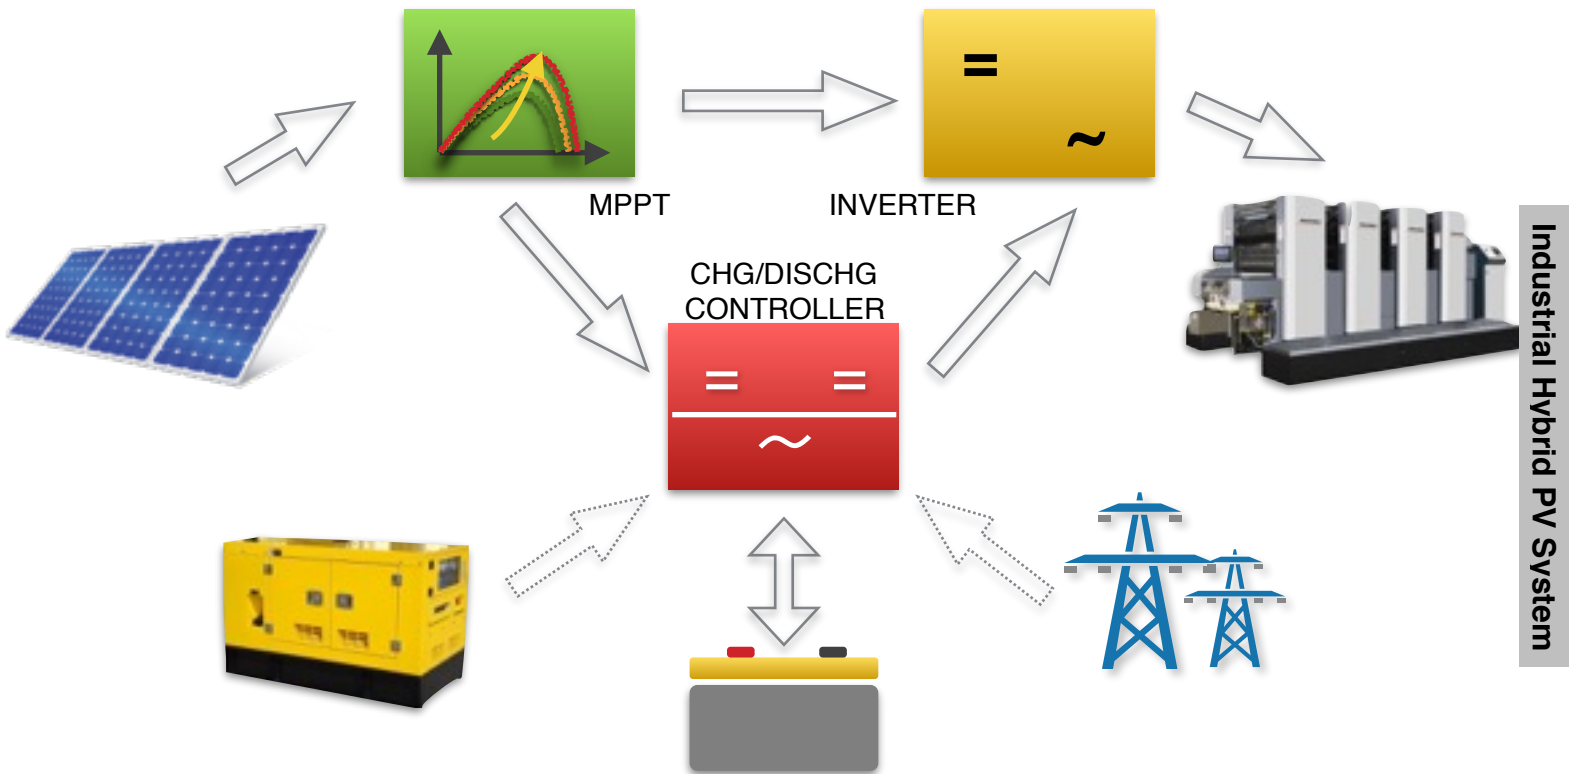 =
~
MPPT
INVERTER
CHG/DISCHG
CONTROLLER
= =
~
Industrial Hybrid PV System